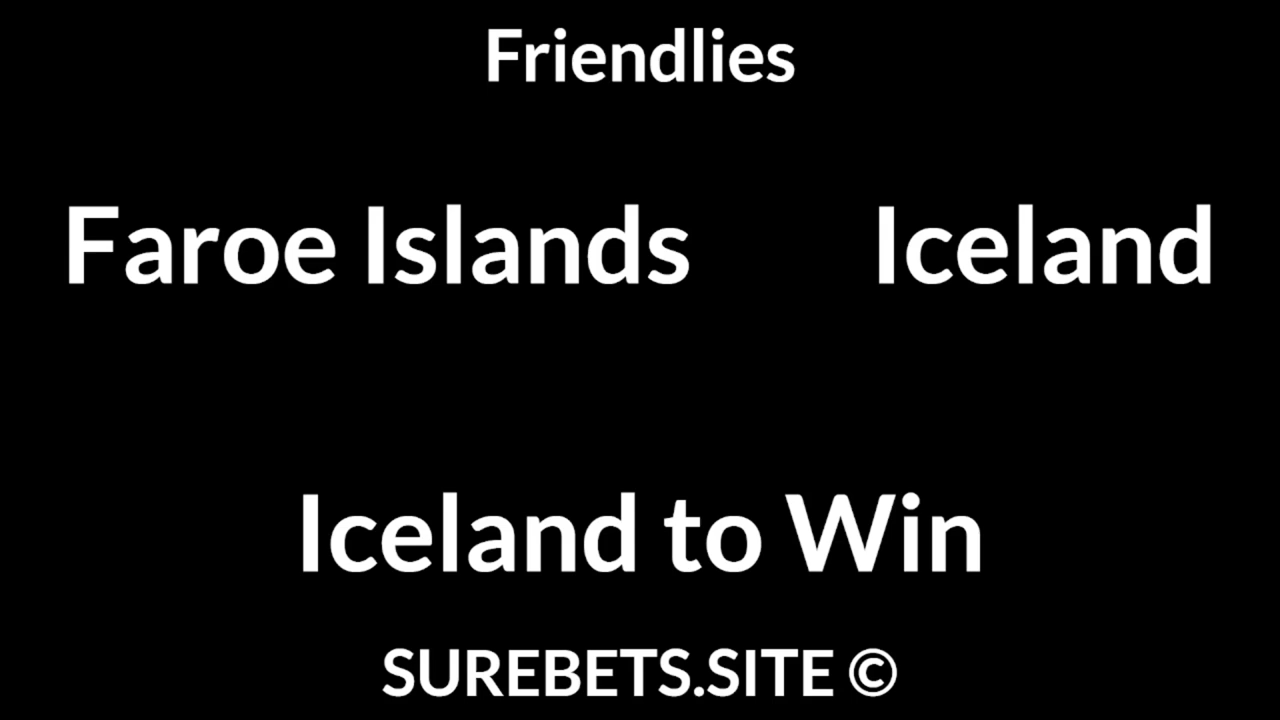 Friendlies
Faroe Islands Iceland
Iceland to Win
SUREBETS.SITE ©